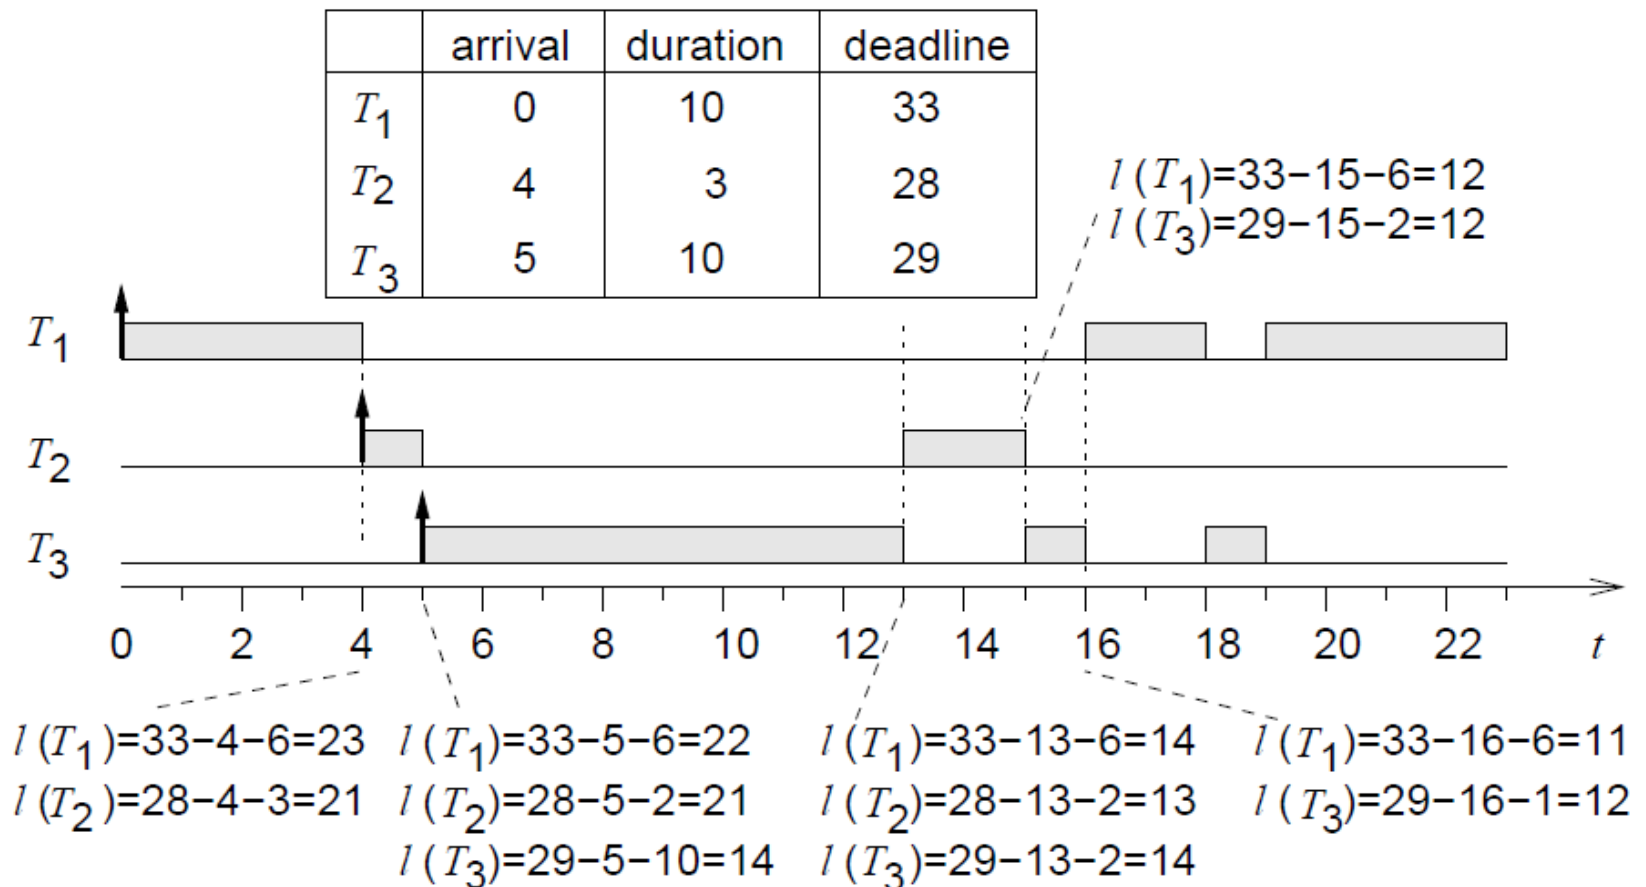 arrival duration deadline
T1 0 10 33
T2 4 3 28
T3 5 10 29
l (T1)=33−15−6=12
l (T3)=29−15−2=12
T1
T2
T3
0 2 4 6 8 10 12 14 16 18 20 22 t
l (T1)=33−4−6=23 l (T1)=33−5−6=22 l (T1)=33−13−6=14 l (T1)=33−16−6=11
l (T2)=28−4−3=21 l (T2)=28−5−2=21 l (T2)=28−13−2=13 l (T3)=29−16−1=12
l (T3)=29−5−10=14 l (T3)=29−13−2=14